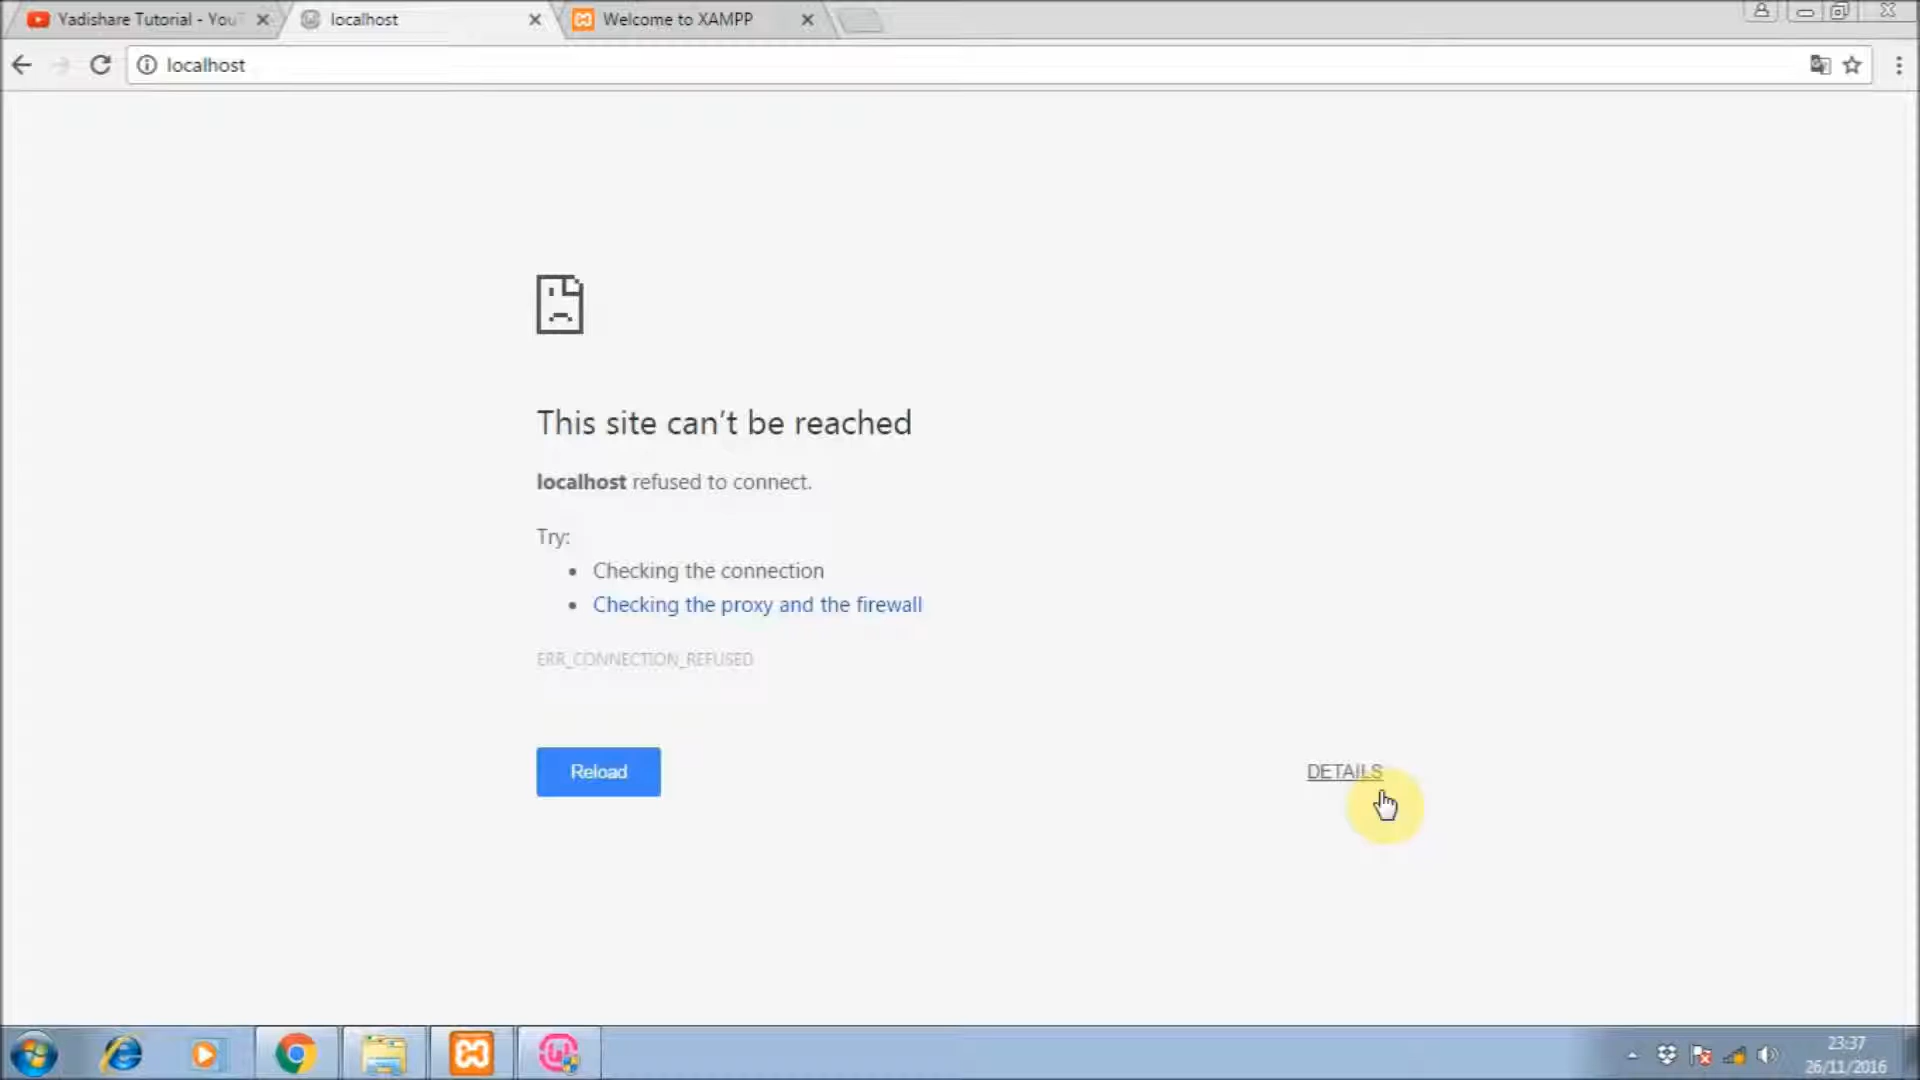 Yadishare Tutorial - YouT
localhost
Welcome to XAMPP
localhost
This site can't be reached
localhost refused to connect.
Try:
• Checking the connection
• Checking the proxy and the firewall
ERR_CONNECTION_REFUSED
Reload
DETAILS
23:37
26/11/2016